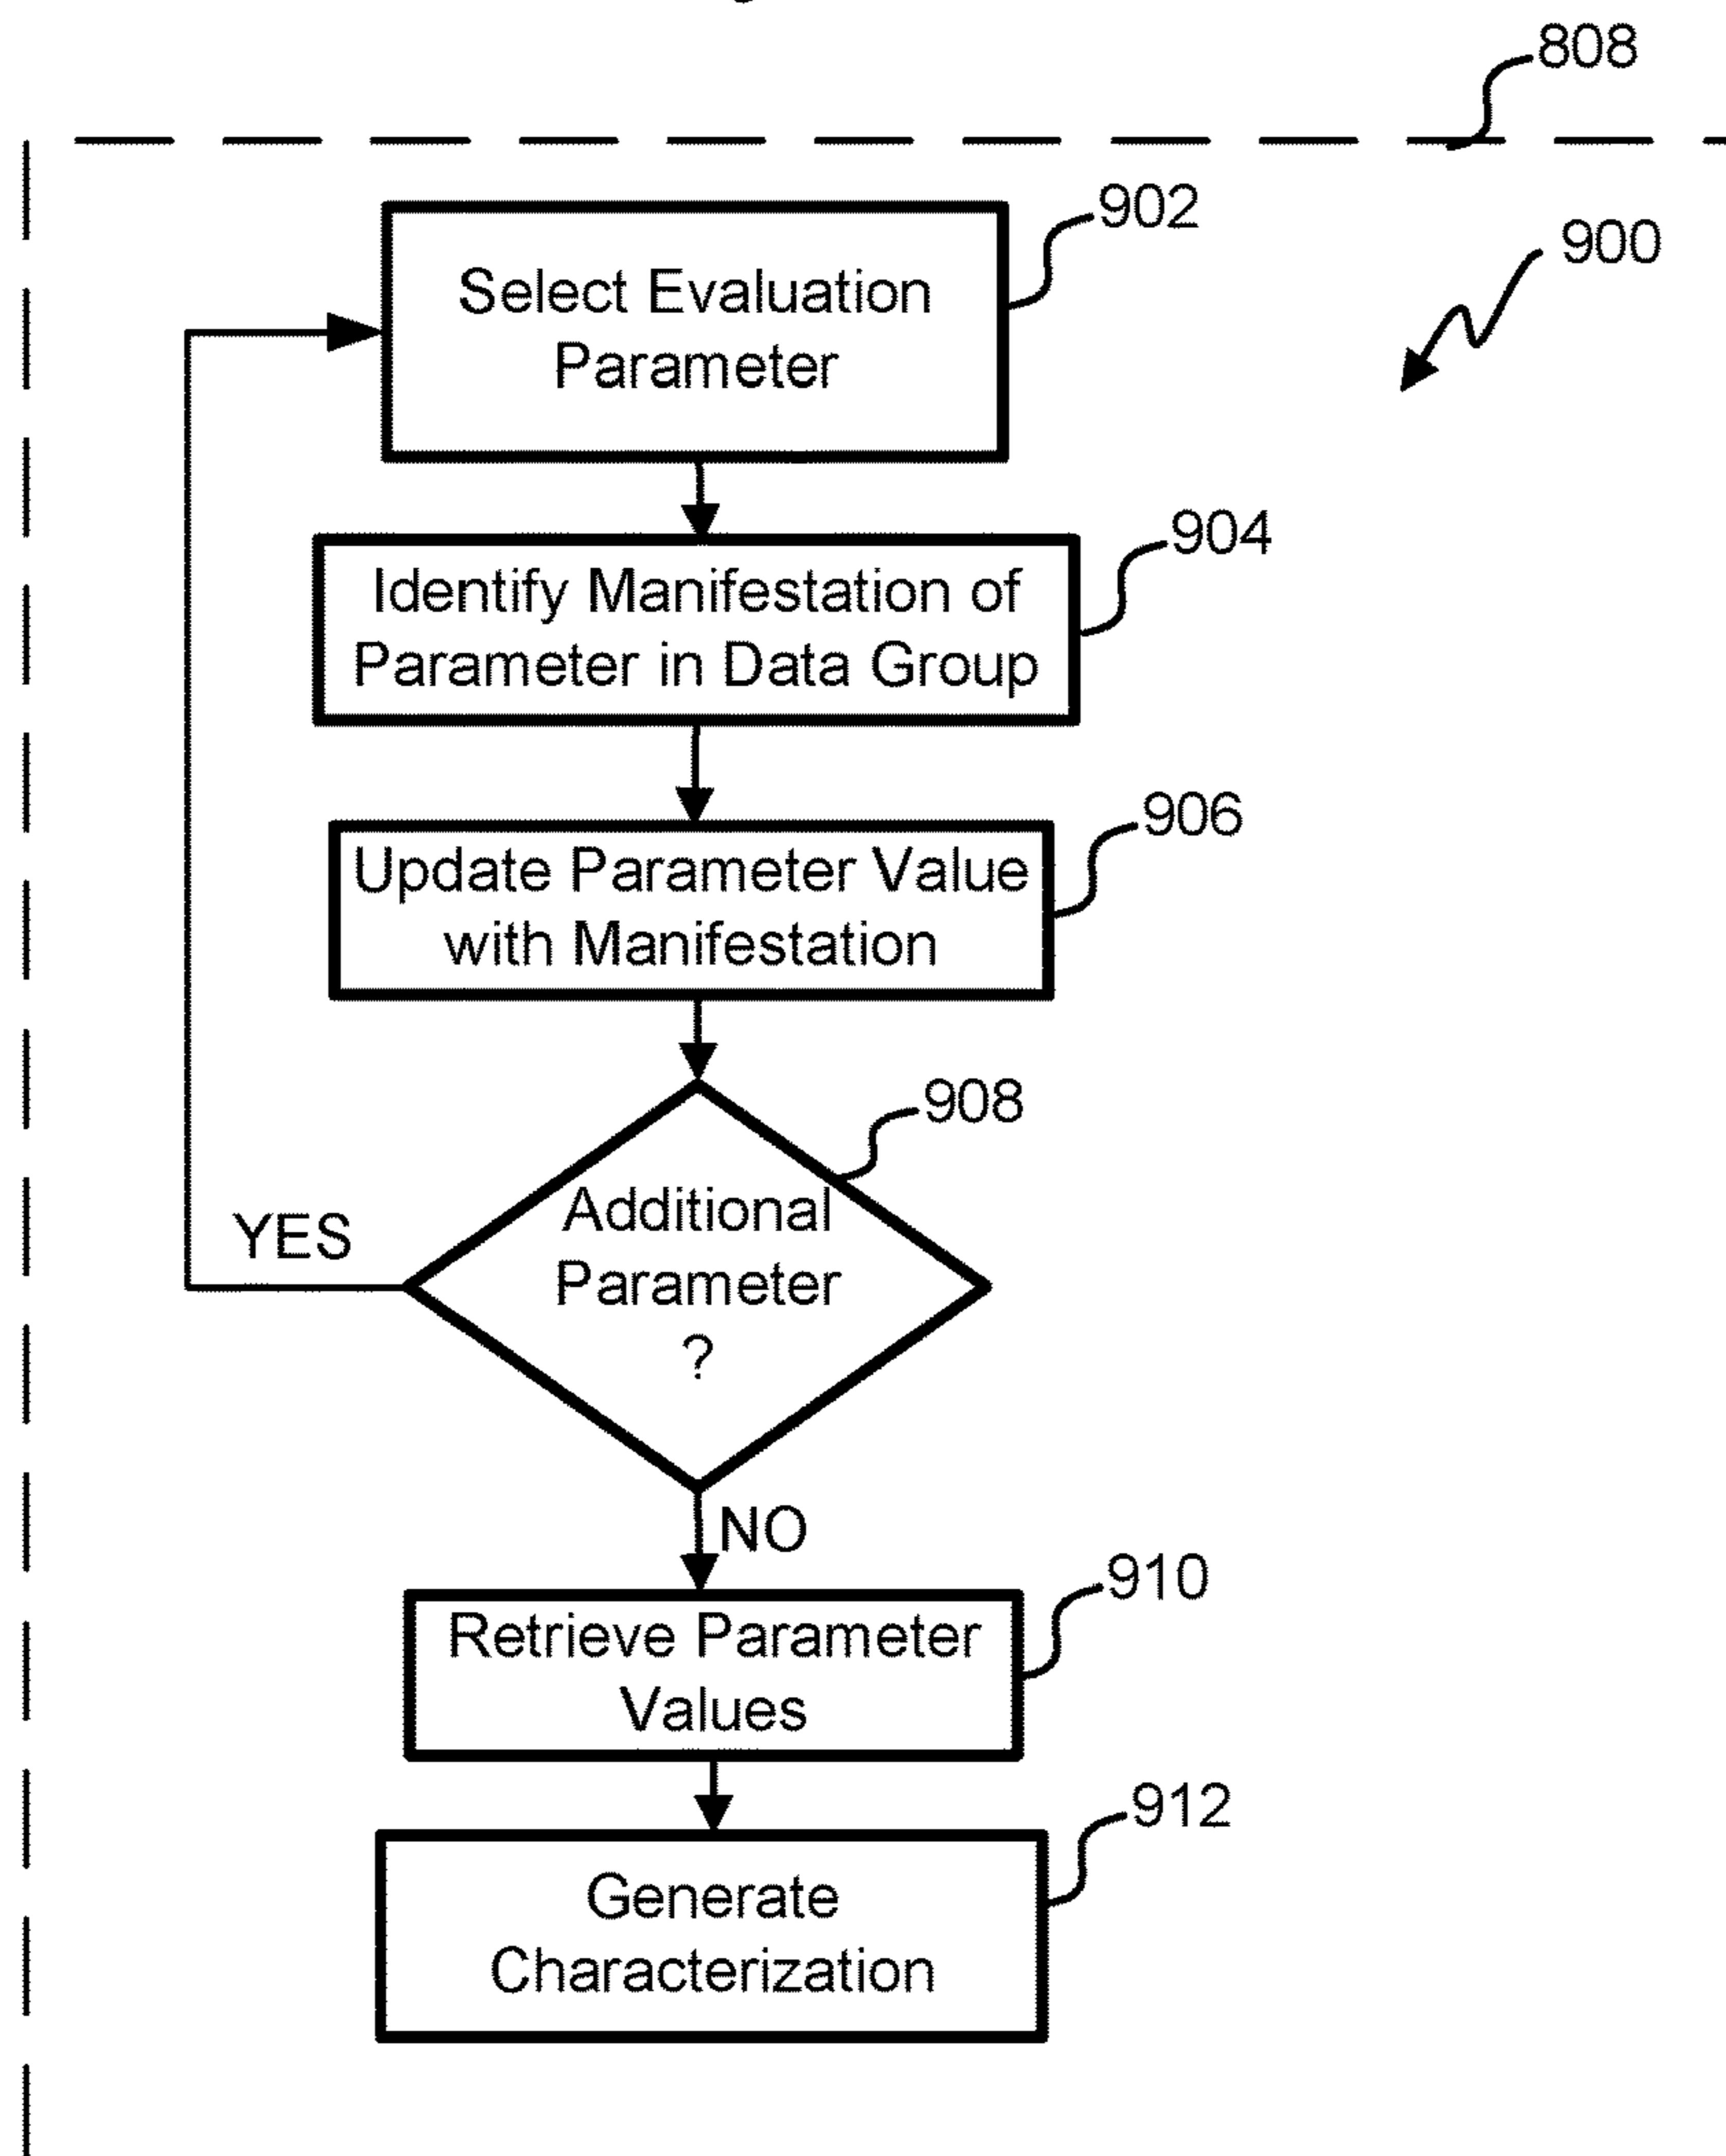 808
902
900
Select Evaluation
Parameter
904
Identify Manifestation of
Parameter in Data Group
906
Update Parameter Value
with Manifestation
908
Additional
Parameter
?
YES
NO
910
Retrieve Parameter
Values
912
Generate
Characterization